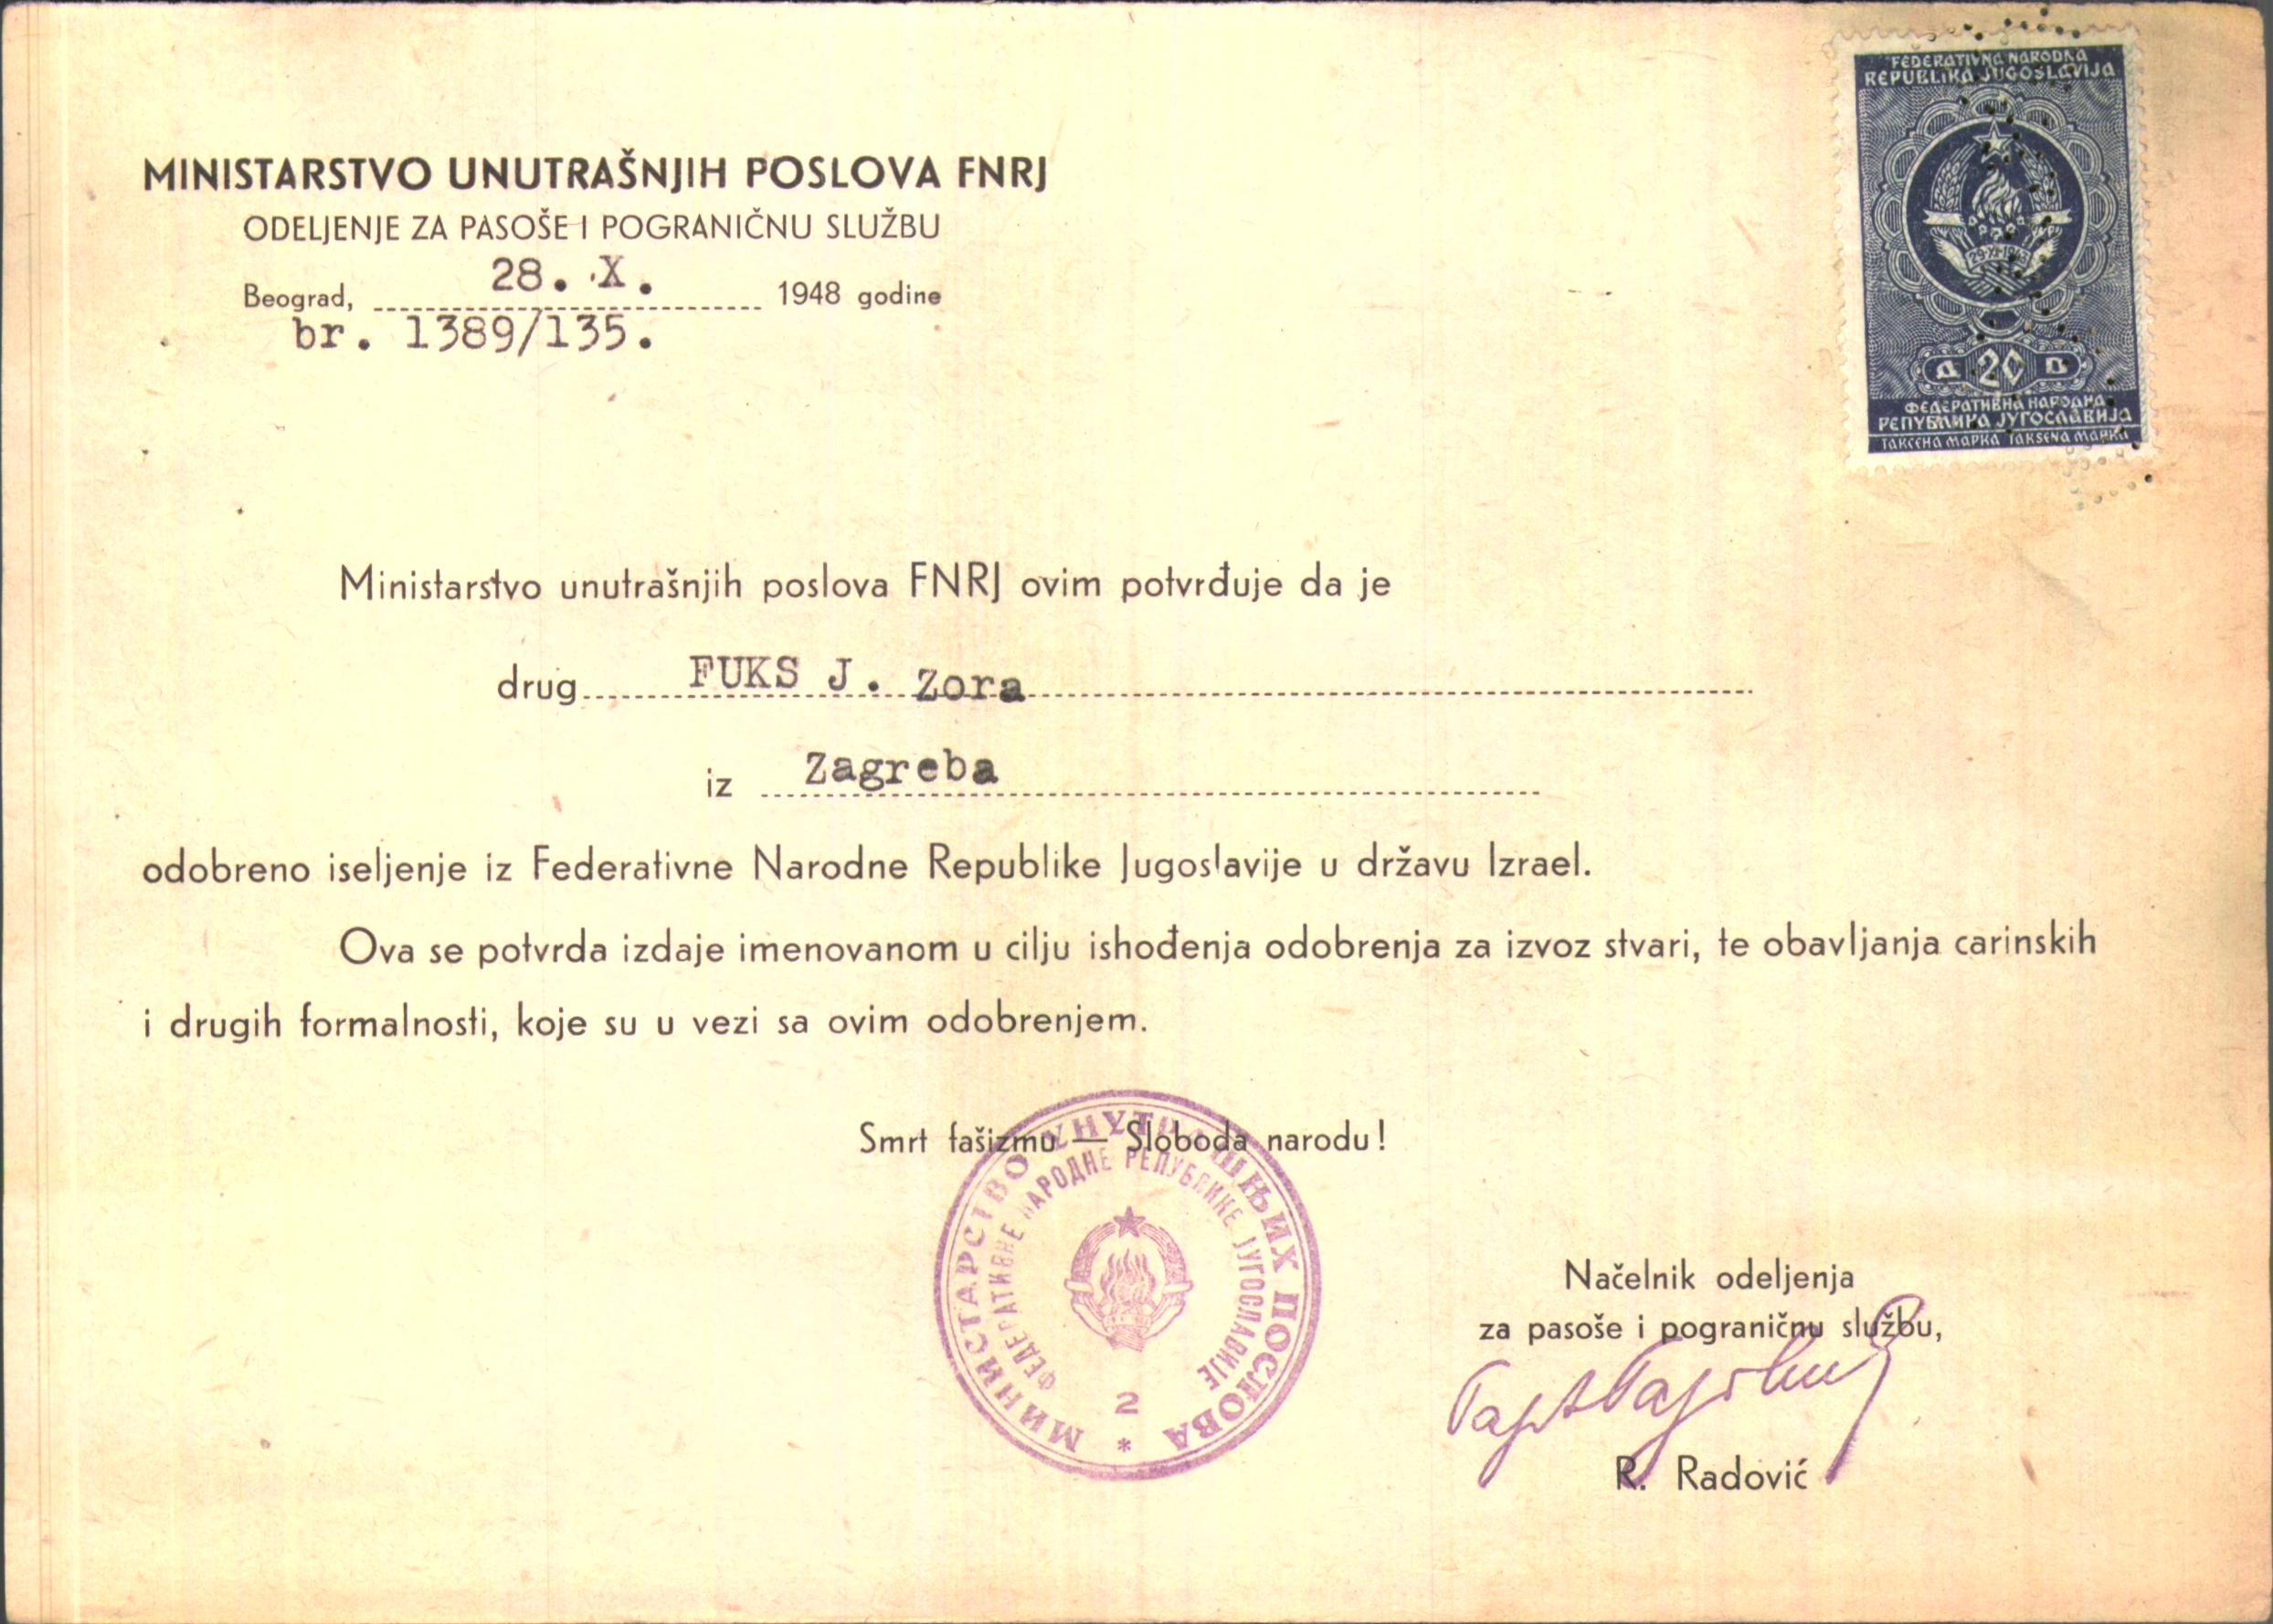 FEDERATIVNA NARODNA
REPUBLIKA JUGOSLAVIJA
Д 20 D
ФЕДЕРАТИВНА НАРОДНА
РЕПУБЛИКА ЈУГОСЛАВИЈА
ТАКСЕНА МАРКА TAKSENA MARKA
MINISTARSTVO UNUTRAŠNJIH POSLOVA FNRJ
ODELJENJE ZA PASOŠE I POGRANIČNU SLUŽBU
Beograd, 28. X. 1948 godine
br. 1389/135.
Ministarstvo unutrašnjih poslova FNRJ ovim potvrđuje da je
drug FUKS J. Zora
iz Zagreba
odobreno iseljenje iz Federativne Narodne Republike Jugoslavije u državu Izrael.
Ova se potvrda izdaje imenovanom u cilju ishođenja odobrenja za izvoz stvari, te obavljanja carinskih
i drugih formalnosti, koje su u vezi sa ovim odobrenjem.
Smrt fašizmu — Sloboda narodu!
МИНИСТАРСТВО УНУТРАШЊИХ ПОСЛОВА
ФЕДЕРАТИВНЕ НАРОДНЕ РЕПУБЛИКЕ ЈУГОСЛАВИЈЕ
2
*
Načelnik odeljenja
za pasoše i pograničnu službu,
R. Radović